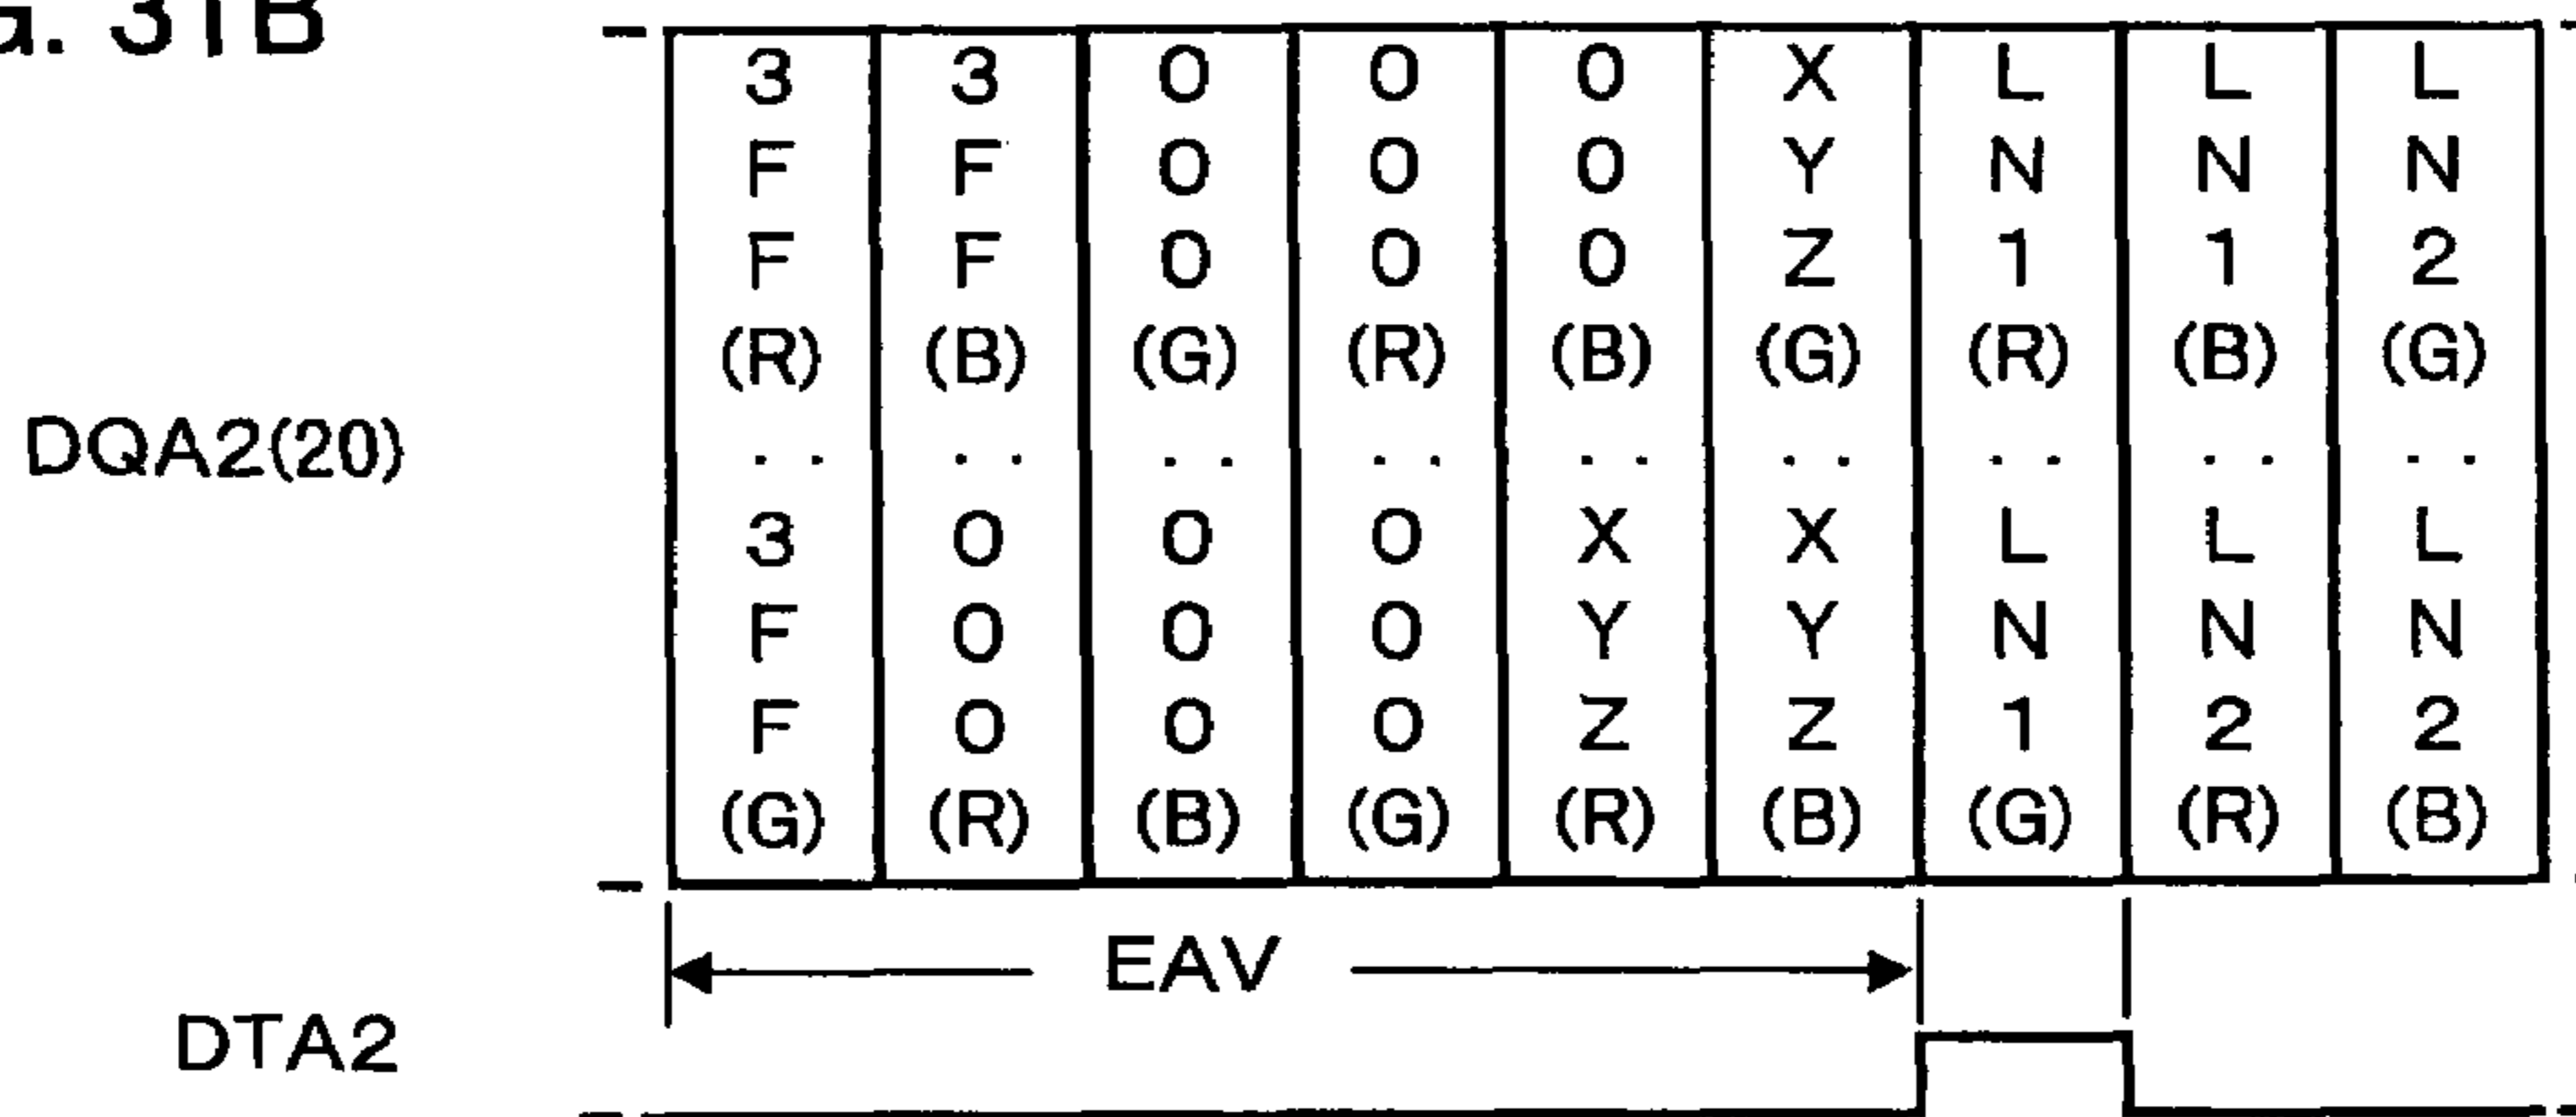 g. 31B
3 3 0 0 0 X L L L
F F 0 0 0 Y N N N
F F 0 0 0 Z 1 1 2
(R) (B) (G) (R) (B) (G) (R) (B) (G)
DQA2(20) .. .. .. .. .. .. .. .. ..
3 0 0 0 X X L L L
F 0 0 0 Y Y N N N
F 0 0 0 Z Z 1 2 2
(G) (R) (B) (G) (R) (B) (G) (R) (B)
EAV
DTA2